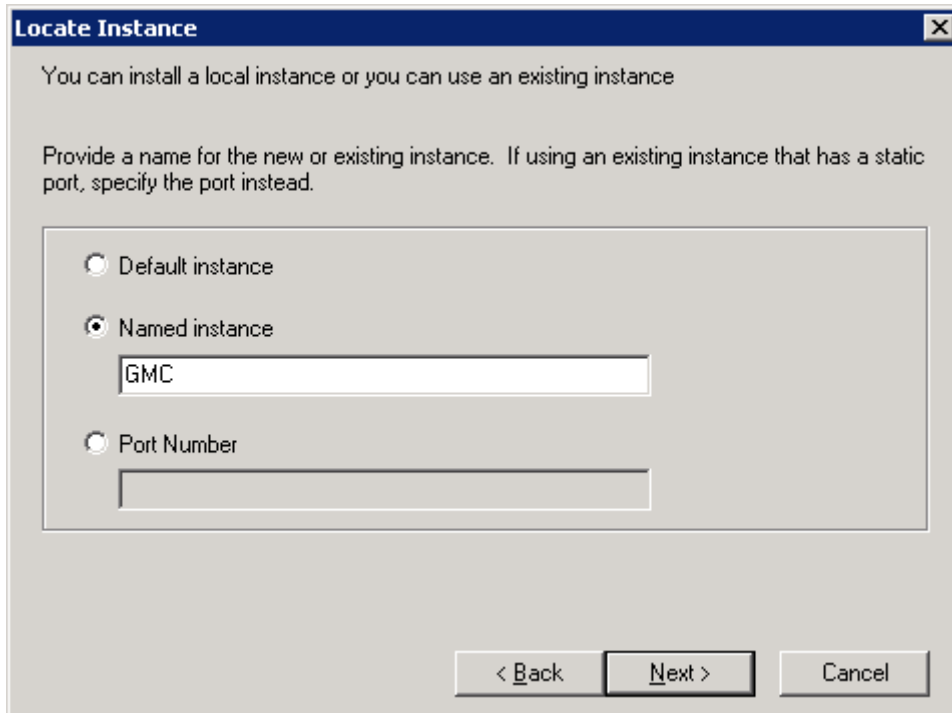 Locate Instance
You can install a local instance or you can use an existing instance
Provide a name for the new or existing instance.  If using an existing instance that has a static
port, specify the port instead.
Default instance
Named instance
GMC
Port Number
< Back
Next >
Cancel